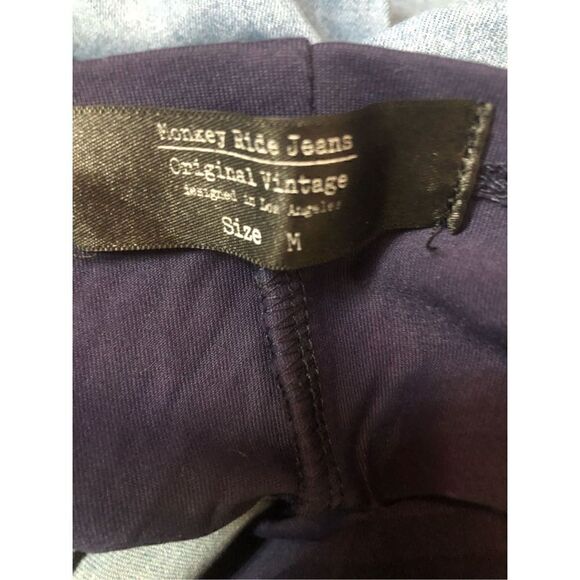 Monkey Ride Jeans
Original Vintage
designed in Los Angeles
Size M